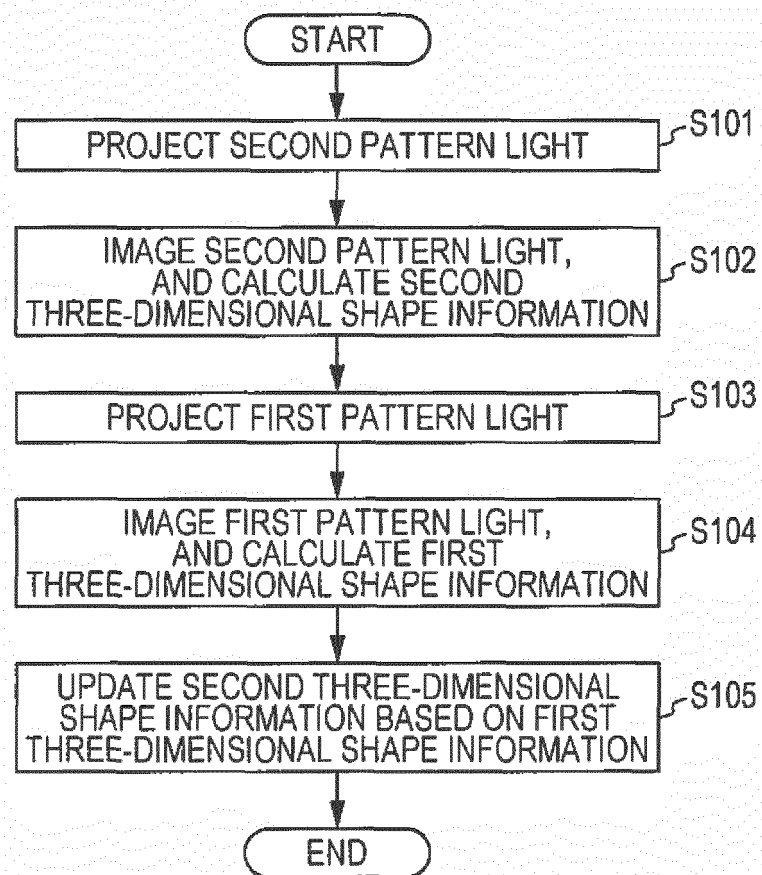 START
PROJECT SECOND PATTERN LIGHT
S101
IMAGE SECOND PATTERN LIGHT,
AND CALCULATE SECOND
THREE-DIMENSIONAL SHAPE INFORMATION
S102
PROJECT FIRST PATTERN LIGHT
S103
IMAGE FIRST PATTERN LIGHT,
AND CALCULATE FIRST
THREE-DIMENSIONAL SHAPE INFORMATION
S104
UPDATE SECOND THREE-DIMENSIONAL
SHAPE INFORMATION BASED ON FIRST
THREE-DIMENSIONAL SHAPE INFORMATION
S105
END